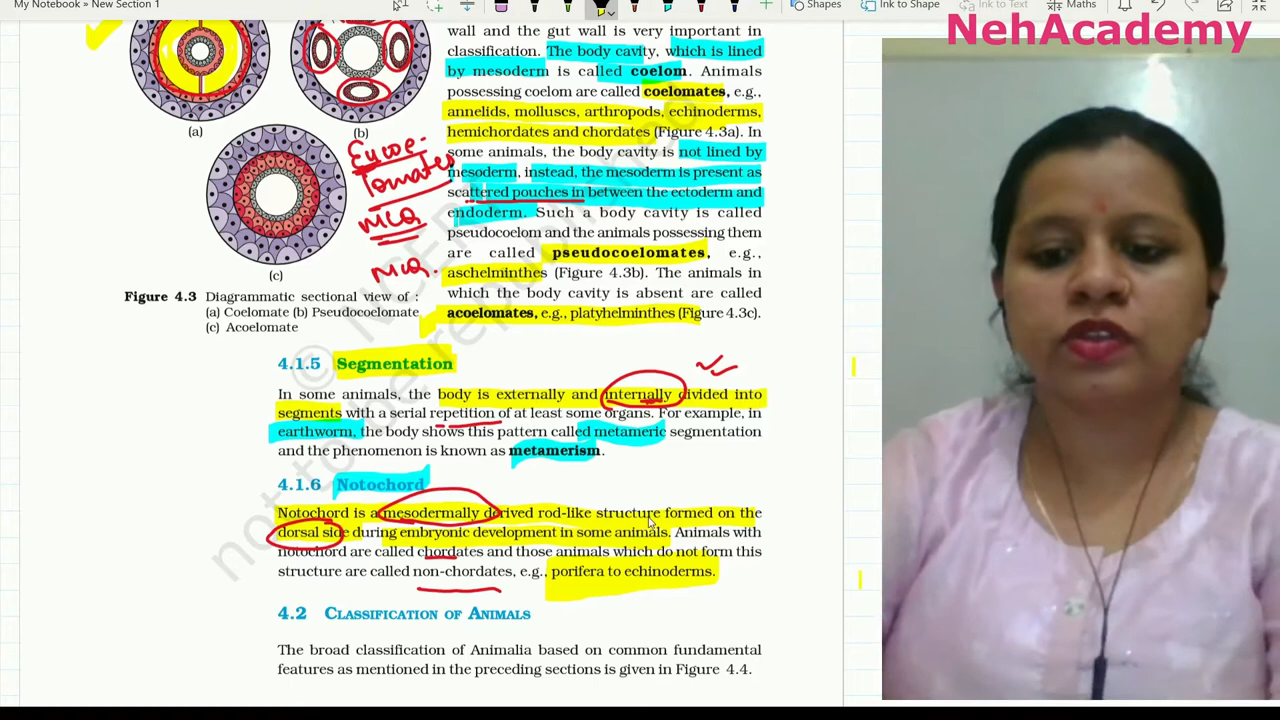 My Notebook » New Section 1
Shapes
Ink to Shape
Ink to Text
Maths
NehAcademy
wall and the gut wall is very important in
classification. The body cavity, which is lined
by mesoderm is called coelom. Animals
possessing coelom are called coelomates, e.g.,
annelids, molluscs, arthropods, echinoderms,
hemichordates and chordates (Figure 4.3a). In
some animals, the body cavity is not lined by
mesoderm, instead, the mesoderm is present as
scattered pouches in between the ectoderm and
endoderm. Such a body cavity is called
pseudocoelom and the animals possessing them
are called pseudocoelomates, e.g.,
aschelminthes (Figure 4.3b). The animals in
which the body cavity is absent are called
acoelomates, e.g., platyhelminthes (Figure 4.3c).
(a)
(b)
Eucoe-
lomates
MCQ
MCQ.
(c)
Figure 4.3 Diagrammatic sectional view of :
(a) Coelomate (b) Pseudocoelomate
(c) Acoelomate
4.1.5 Segmentation
In some animals, the body is externally and internally divided into
segments with a serial repetition of at least some organs. For example, in
earthworm, the body shows this pattern called metameric segmentation
and the phenomenon is known as metamerism.
4.1.6 Notochord
Notochord is a mesodermally derived rod-like structure formed on the
dorsal side during embryonic development in some animals. Animals with
notochord are called chordates and those animals which do not form this
structure are called non-chordates, e.g., porifera to echinoderms.
4.2 CLASSIFICATION OF ANIMALS
The broad classification of Animalia based on common fundamental
features as mentioned in the preceding sections is given in Figure 4.4.
© NCERT
not to be republished